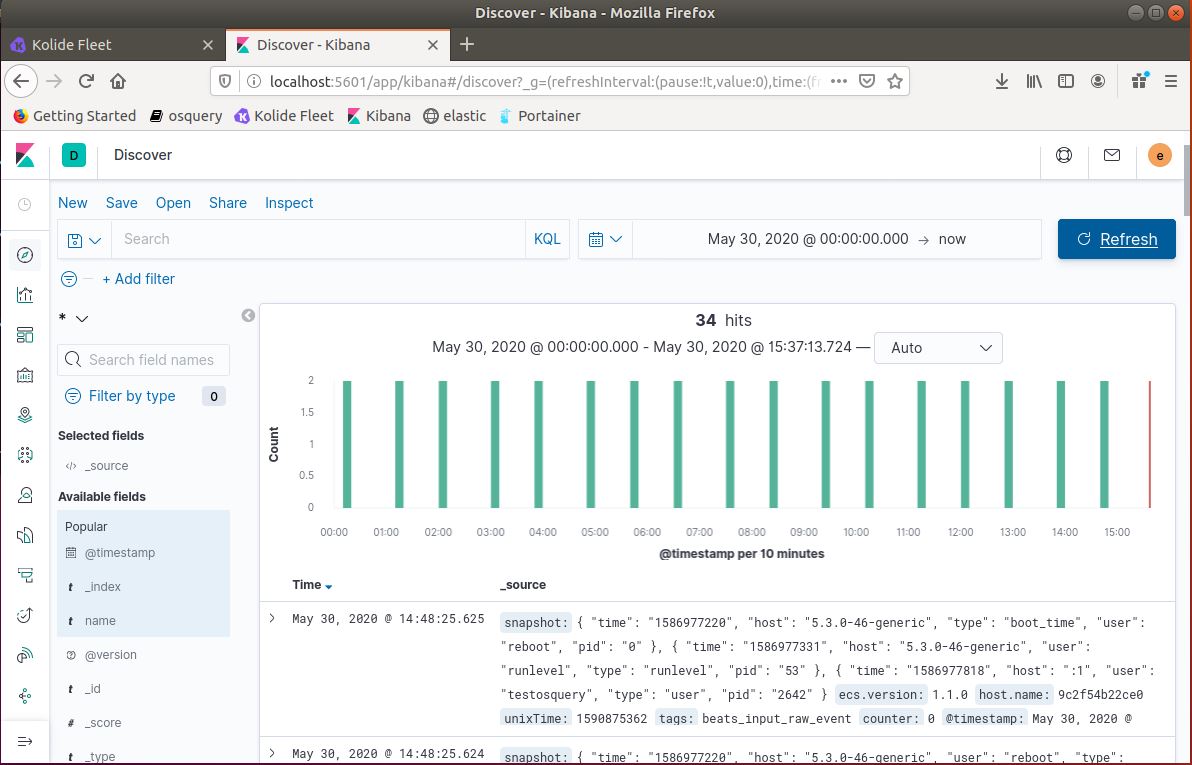 Discover - Kibana - Mozilla Firefox
Kolide Fleet
Discover - Kibana
localhost:5601/app/kibana#/discover?_g=(refreshInterval:(pause:!t,value:0),time:(fr
Getting Started osquery Kolide Fleet Kibana elastic Portainer
D Discover e
New Save Open Share Inspect
Search KQL May 30, 2020 @ 00:00:00.000 → now Refresh
+ Add filter
*
Search field names
Filter by type 0
Selected fields
</> _source
Available fields
Popular
@timestamp
t _index
t name
@version
t _id
# _score
t _type
34 hits
May 30, 2020 @ 00:00:00.000 - May 30, 2020 @ 15:37:13.724 — Auto
Count
2
1.5
1
0.5
0
00:00 01:00 02:00 03:00 04:00 05:00 06:00 07:00 08:00 09:00 10:00 11:00 12:00 13:00 14:00 15:00
@timestamp per 10 minutes
Time _source
May 30, 2020 @ 14:48:25.625 snapshot: { "time": "1586977220", "host": "5.3.0-46-generic", "type": "boot_time", "user":
"reboot", "pid": "0" }, { "time": "1586977331", "host": "5.3.0-46-generic", "user":
"runlevel", "type": "runlevel", "pid": "53" }, { "time": "1586977818", "host": ":1", "user":
"testosquery", "type": "user", "pid": "2642" } ecs.version: 1.1.0 host.name: 9c2f54b22ce0
unixTime: 1590875362 tags: beats_input_raw_event counter: 0 @timestamp: May 30, 2020 @
May 30, 2020 @ 14:48:25.624 snapshot: { "time": "1586977220", "host": "5.3.0-46-generic", "user": "reboot", "type":